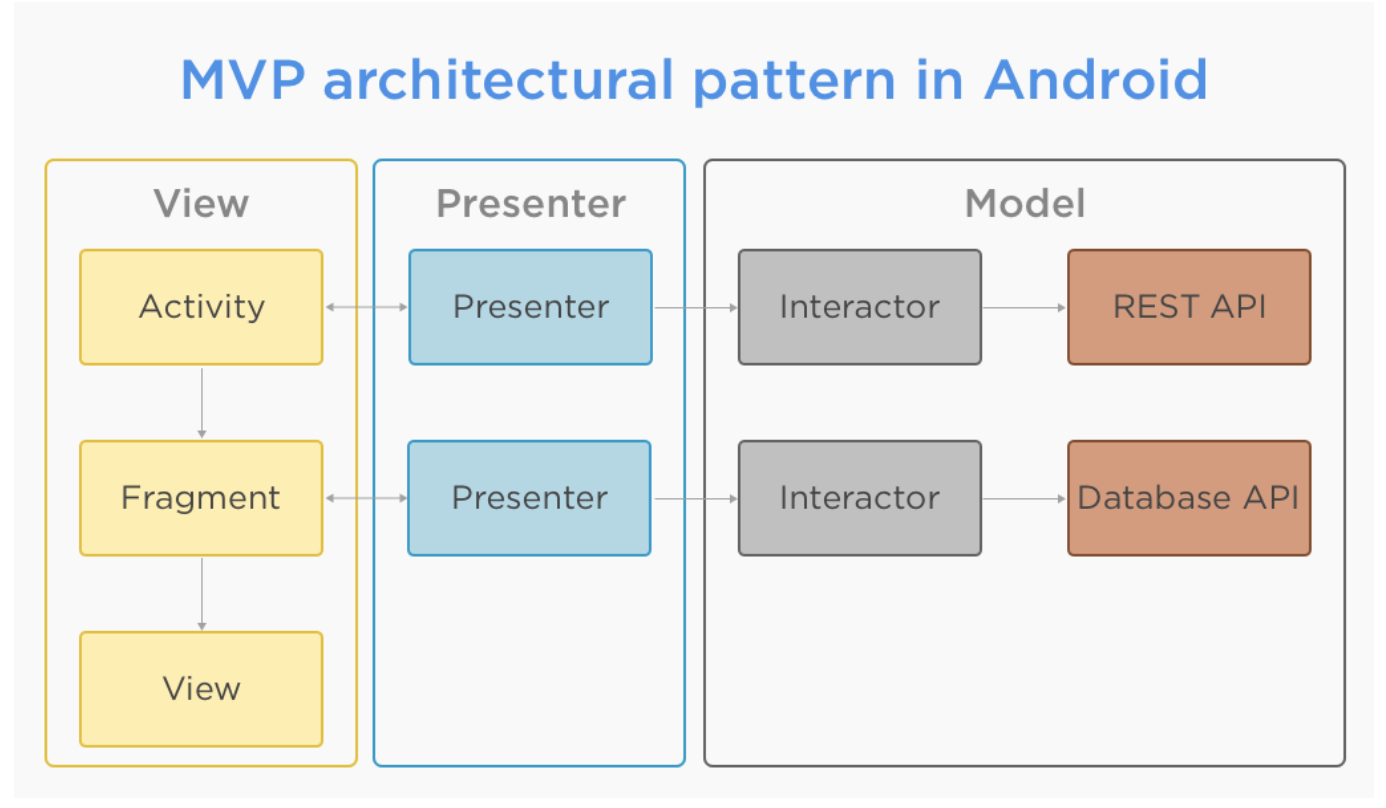 MVP architectural pattern in Android
View
Presenter
Model
Activity
Presenter
Interactor
REST API
Fragment
Presenter
Interactor
Database API
View